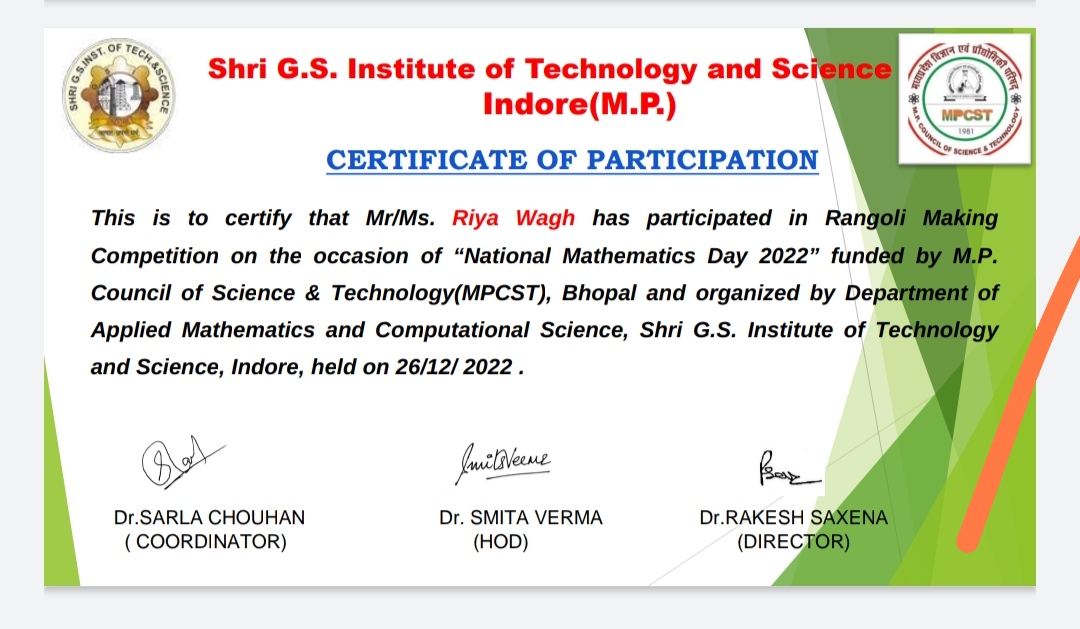 SHRI G.S.INST. OF TECH.&SCIENCE
Shri G.S. Institute of Technology and Science
Indore(M.P.)
मध्यप्रदेश विज्ञान एवं प्रौद्योगिकी परिषद्
MPCST
1981
M.P. COUNCIL OF SCIENCE & TECHNOLOGY
CERTIFICATE OF PARTICIPATION
This is to certify that Mr/Ms. Riya Wagh has participated in Rangoli Making
Competition on the occasion of “National Mathematics Day 2022” funded by M.P.
Council of Science & Technology(MPCST), Bhopal and organized by Department of
Applied Mathematics and Computational Science, Shri G.S. Institute of Technology
and Science, Indore, held on 26/12/ 2022 .
Dr.SARLA CHOUHAN
( COORDINATOR)
Dr. SMITA VERMA
(HOD)
Dr.RAKESH SAXENA
(DIRECTOR)